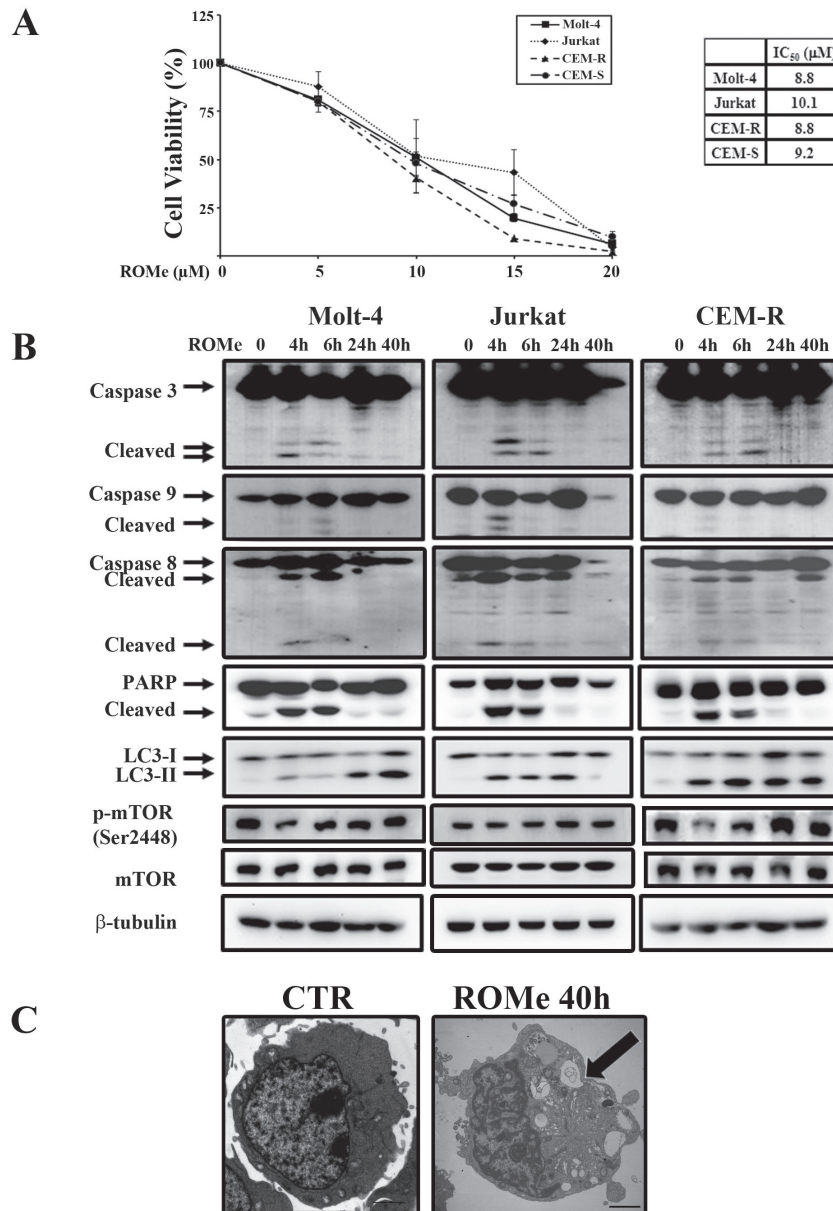 A
125
100
75
50
25
Cell Viability (%)
ROMe (µM) 0 5 10 15 20
Molt-4
Jurkat
CEM-R
CEM-S
IC50 (µM)
Molt-4 8.8
Jurkat 10.1
CEM-R 8.8
CEM-S 9.2
B
Molt-4 Jurkat CEM-R
ROMe 0 4h 6h 24h 40h 0 4h 6h 24h 40h 0 4h 6h 24h 40h
Caspase 3
Cleaved
Caspase 9
Cleaved
Caspase 8
Cleaved
Cleaved
PARP
Cleaved
LC3-I
LC3-II
p-mTOR
(Ser2448)
mTOR
β-tubulin
C
CTR ROMe 40h